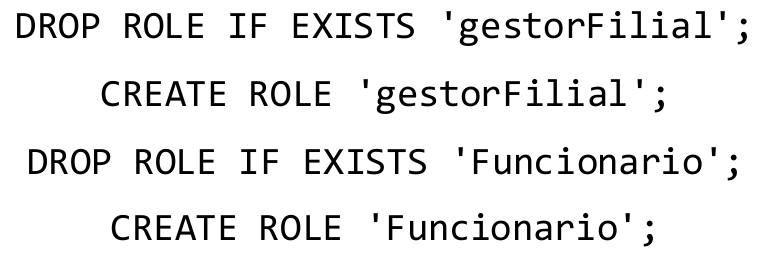 DROP ROLE IF EXISTS 'gestorFilial';
CREATE ROLE 'gestorFilial';
DROP ROLE IF EXISTS 'Funcionario';
CREATE ROLE 'Funcionario';